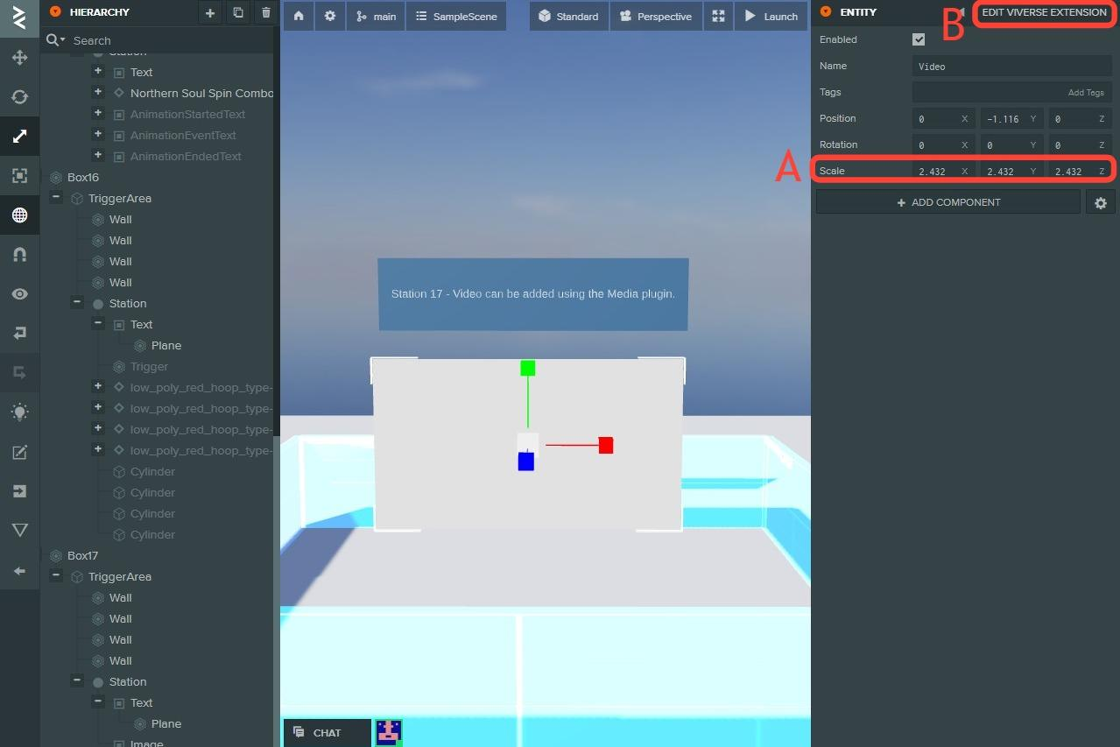 HIERARCHY
Search
Station
Text
Northern Soul Spin Combo
AnimationStartedText
AnimationEventText
AnimationEndedText
Box16
TriggerArea
Wall
Wall
Wall
Wall
Station
Text
Plane
Trigger
low_poly_red_hoop_type-
low_poly_red_hoop_type-
low_poly_red_hoop_type-
low_poly_red_hoop_type-
Cylinder
Cylinder
Cylinder
Cylinder
Box17
TriggerArea
Wall
Wall
Wall
Wall
Station
Text
Plane
Image
main SampleScene Standard Perspective Launch
Station 17 - Video can be added using the Media plugin.
CHAT
ENTITY B EDIT VIVERSE EXTENSION
Enabled
Name Video
Tags Add Tags
Position 0 X -1.116 Y 0 Z
Rotation 0 X 0 Y 0 Z
A Scale 2.432 X 2.432 Y 2.432 Z
+ ADD COMPONENT